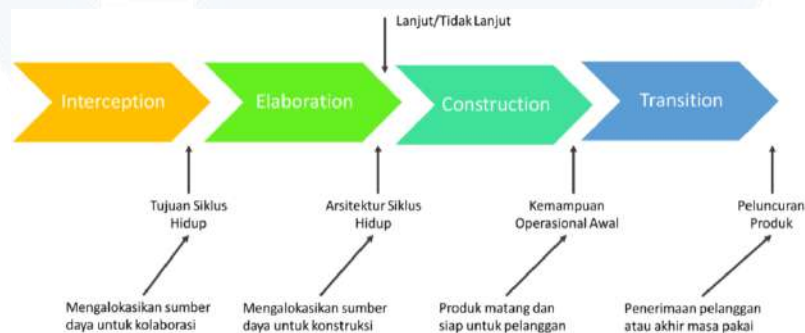 Lanjut/Tidak Lanjut
Interception
Elaboration
Construction
Transition
Tujuan Siklus
Hidup
Arsitektur Siklus
Hidup
Kemampuan
Operasional Awal
Peluncuran
Produk
Mengalokasikan sumber
daya untuk kolaborasi
Mengalokasikan sumber
daya untuk konstruksi
Produk matang dan
siap untuk pelanggan
Penerimaan pelanggan
atau akhir masa pakai